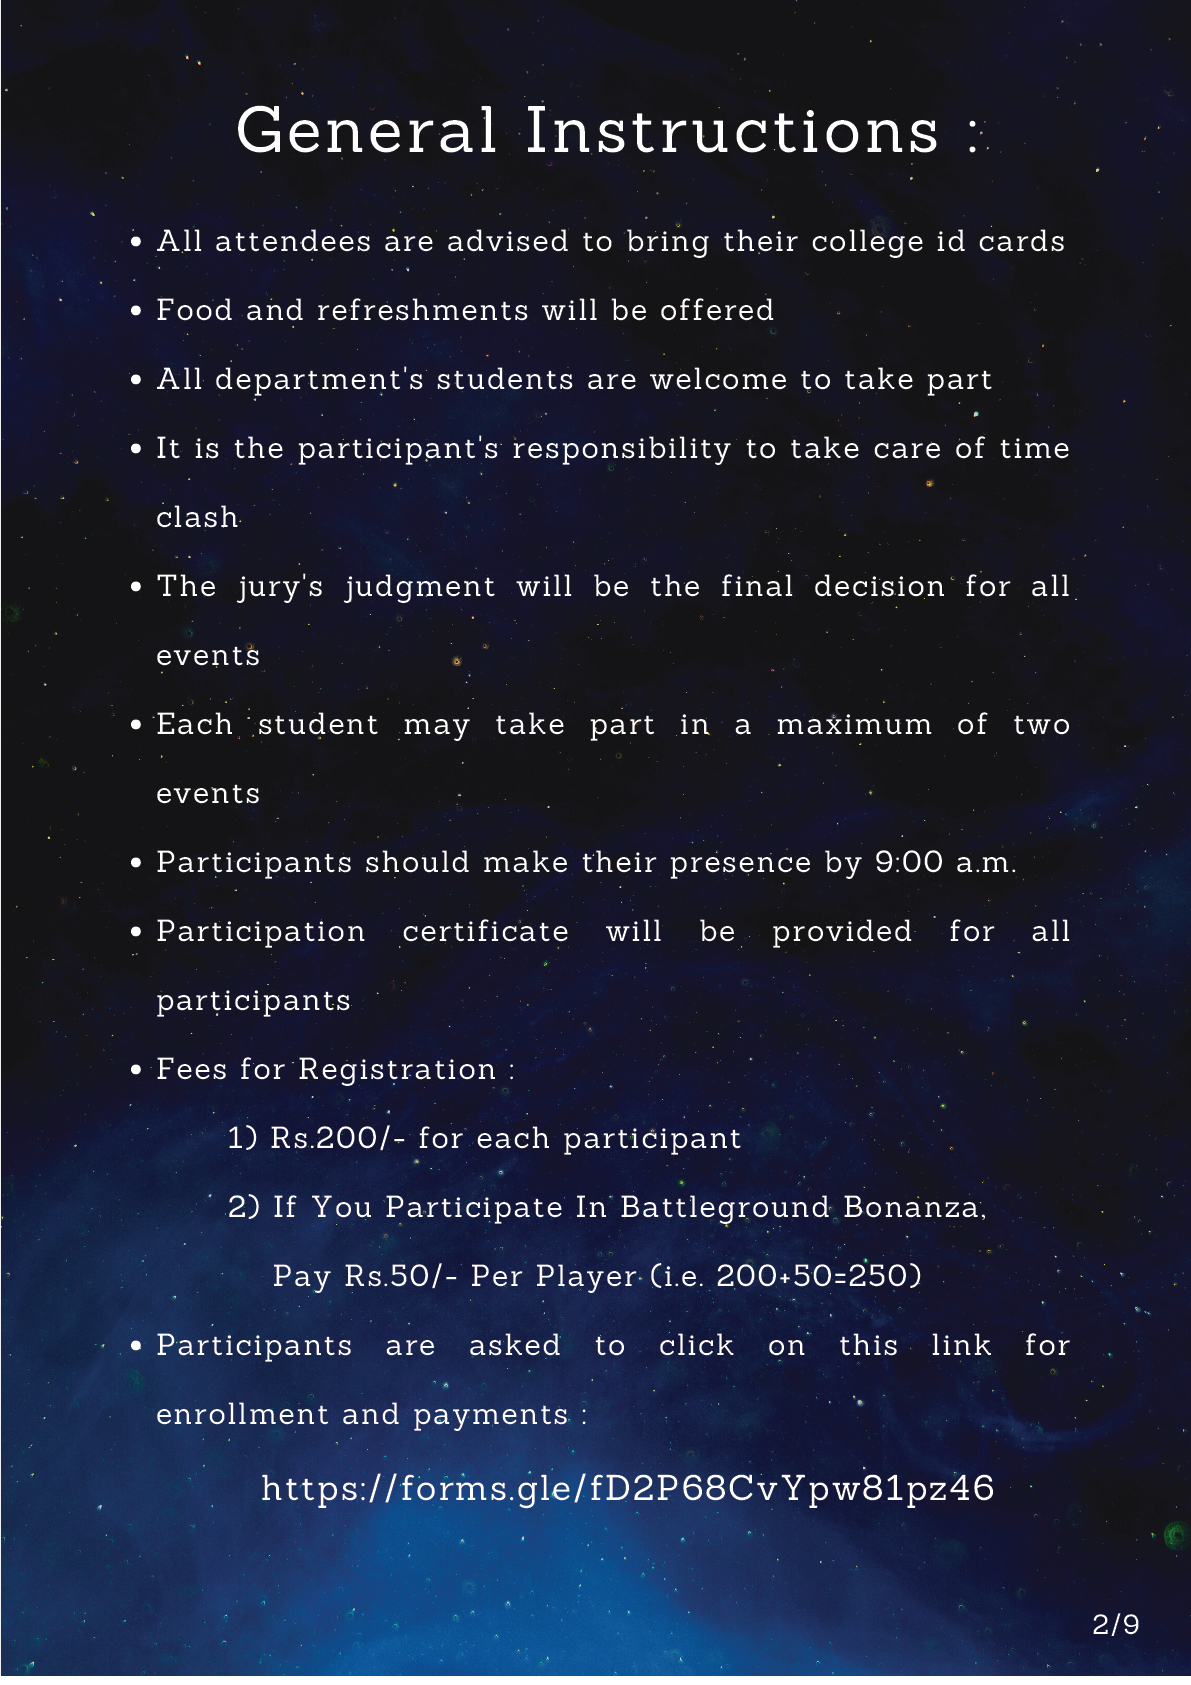 General Instructions :
• All attendees are advised to bring their college id cards
• Food and refreshments will be offered
• All department's students are welcome to take part
• It is the participant's responsibility to take care of time
clash
• The jury's judgment will be the final decision for all
events
• Each student may take part in a maximum of two
events
• Participants should make their presence by 9:00 a.m.
• Participation certificate will be provided for all
participants
• Fees for Registration :
1) Rs.200/- for each participant
2) If You Participate In Battleground Bonanza,
Pay Rs.50/- Per Player (i.e. 200+50=250)
• Participants are asked to click on this link for
enrollment and payments :
https://forms.gle/fD2P68CvYpw81pz46
2/9